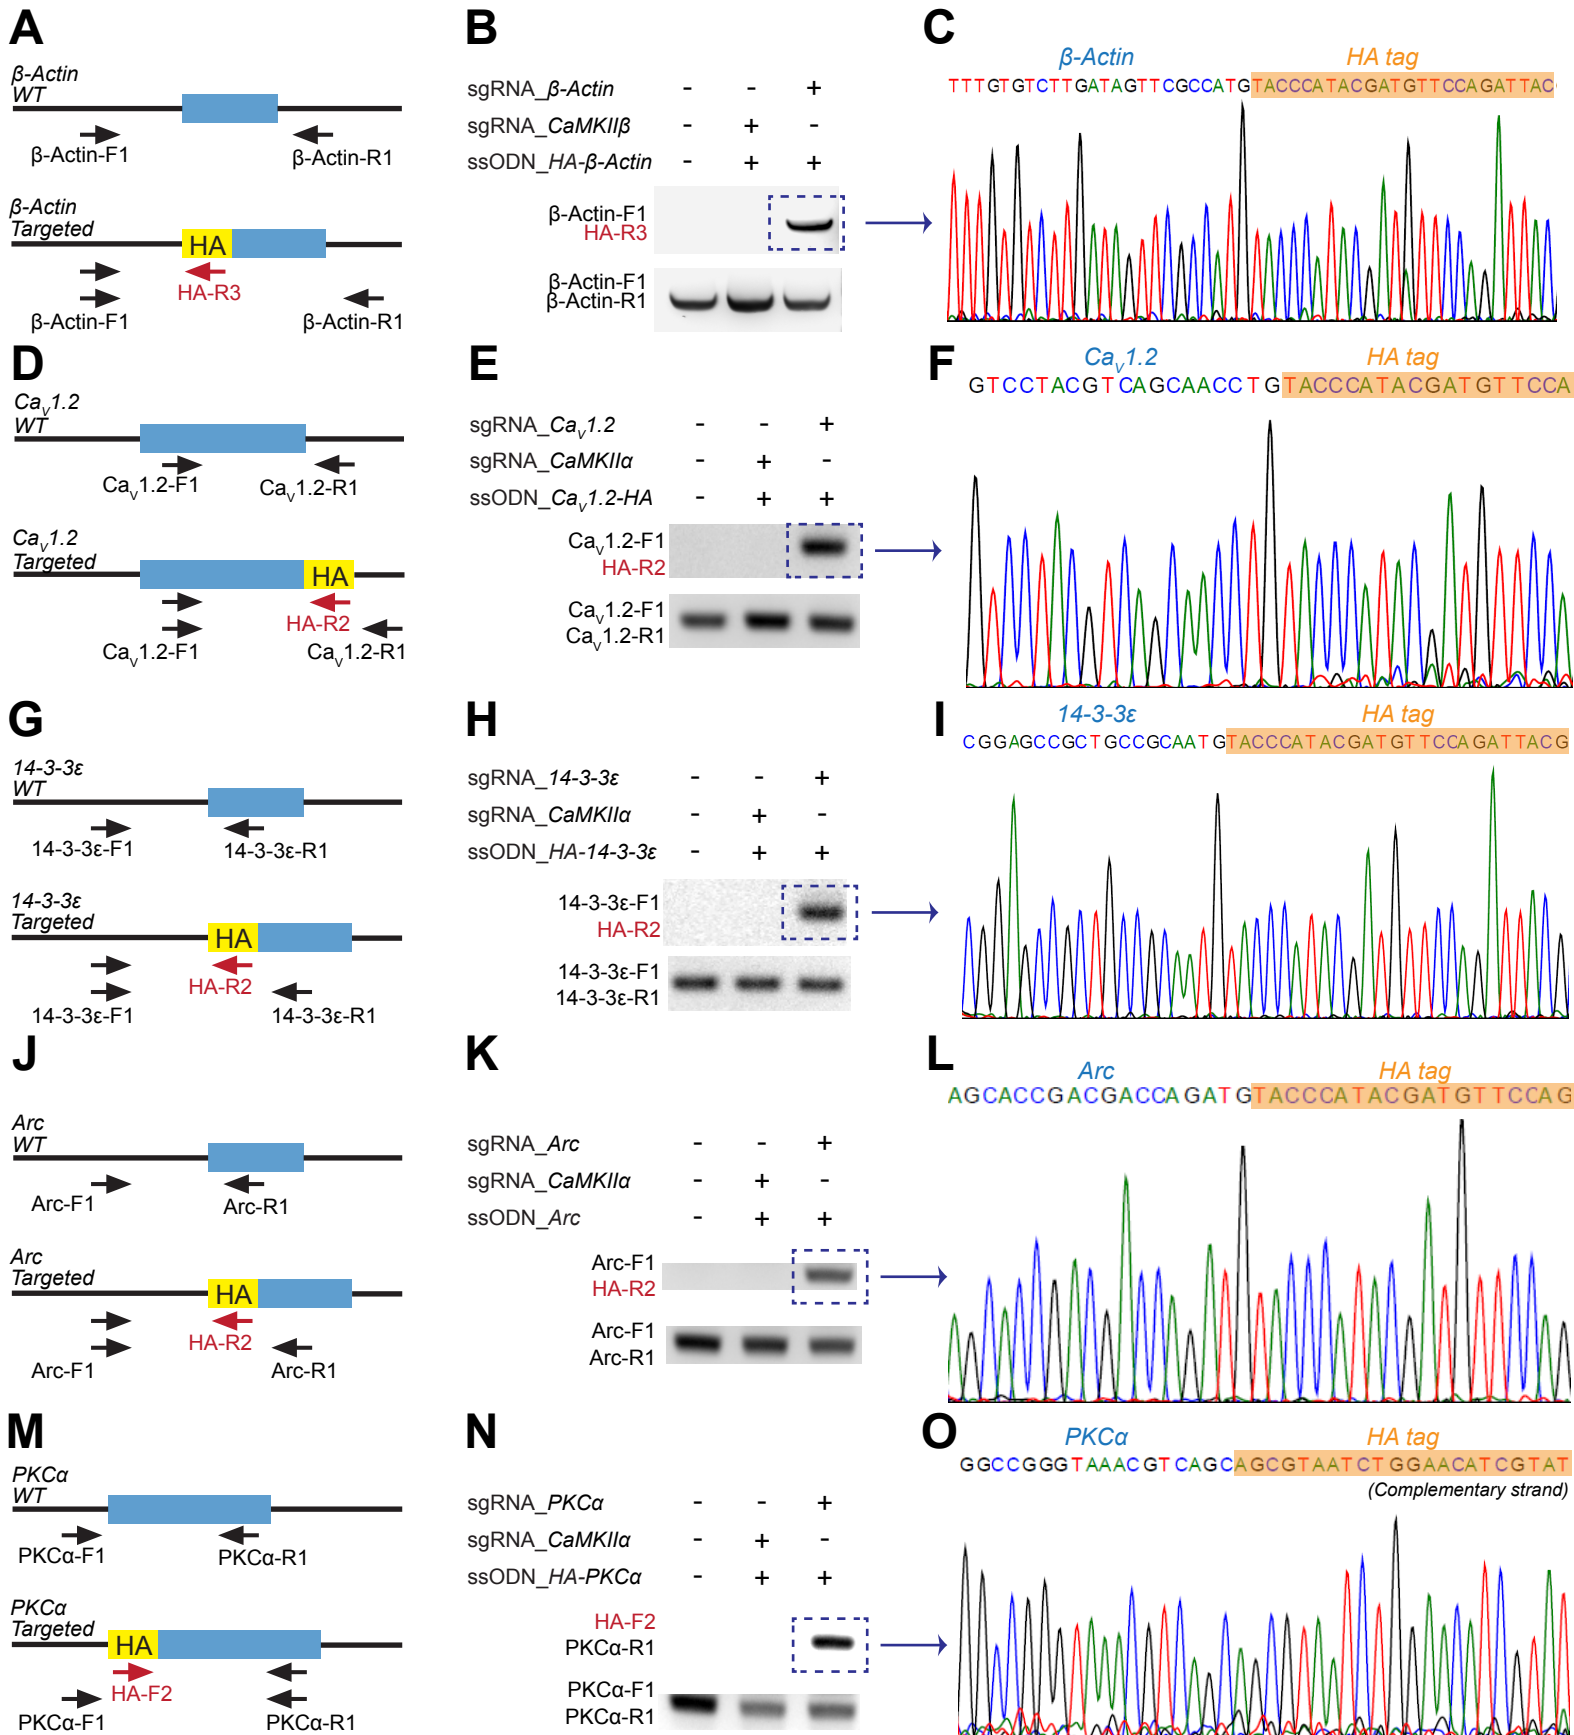 A
β-Actin
WT
β-Actin-F1
β-Actin-R1
β-Actin
Targeted
HA
HA-R3
β-Actin-F1
β-Actin-R1
B
sgRNA_β-Actin - - +
sgRNA_CaMKIIβ - + -
ssODN_HA-β-Actin - + +
β-Actin-F1
HA-R3
β-Actin-F1
β-Actin-R1
C
β-Actin HA tag
TTTGTGTCTTGATAGTTCGCCATGTACCCATACGATGTTCCAGATTAC
D
CaV1.2
WT
CaV1.2-F1
CaV1.2-R1
CaV1.2
Targeted
HA
HA-R2
CaV1.2-F1
CaV1.2-R1
E
sgRNA_CaV1.2 - - +
sgRNA_CaMKIIα - + -
ssODN_CaV1.2-HA - + +
CaV1.2-F1
HA-R2
CaV1.2-F1
CaV1.2-R1
F
CaV1.2 HA tag
GTCCTACGTCAGCAACCTGTACCCATACGATGTTCCA
G
14-3-3ε
WT
14-3-3ε-F1
14-3-3ε-R1
14-3-3ε
Targeted
HA
HA-R2
14-3-3ε-F1
14-3-3ε-R1
H
sgRNA_14-3-3ε - - +
sgRNA_CaMKIIα - + -
ssODN_HA-14-3-3ε - + +
14-3-3ε-F1
HA-R2
14-3-3ε-F1
14-3-3ε-R1
I
14-3-3ε HA tag
CGGAGCCGCTGCCGCAATGTACCCATACGATGTTCCAGATTACG
J
Arc
WT
Arc-F1
Arc-R1
Arc
Targeted
HA
HA-R2
Arc-F1
Arc-R1
K
sgRNA_Arc - - +
sgRNA_CaMKIIα - + -
ssODN_Arc - + +
Arc-F1
HA-R2
Arc-F1
Arc-R1
L
Arc HA tag
AGCACCGACGACCAGATGTACCCATACGATGTTCCAG
M
PKCα
WT
PKCα-F1
PKCα-R1
PKCα
Targeted
HA
HA-F2
PKCα-F1
PKCα-R1
N
sgRNA_PKCα - - +
sgRNA_CaMKIIα - + -
ssODN_HA-PKCα - + +
HA-F2
PKCα-R1
PKCα-F1
PKCα-R1
O
PKCα HA tag
GGCCGGGTAAACGTCAGCAGCGTAATCTGGAACATCGTAT
(Complementary strand)